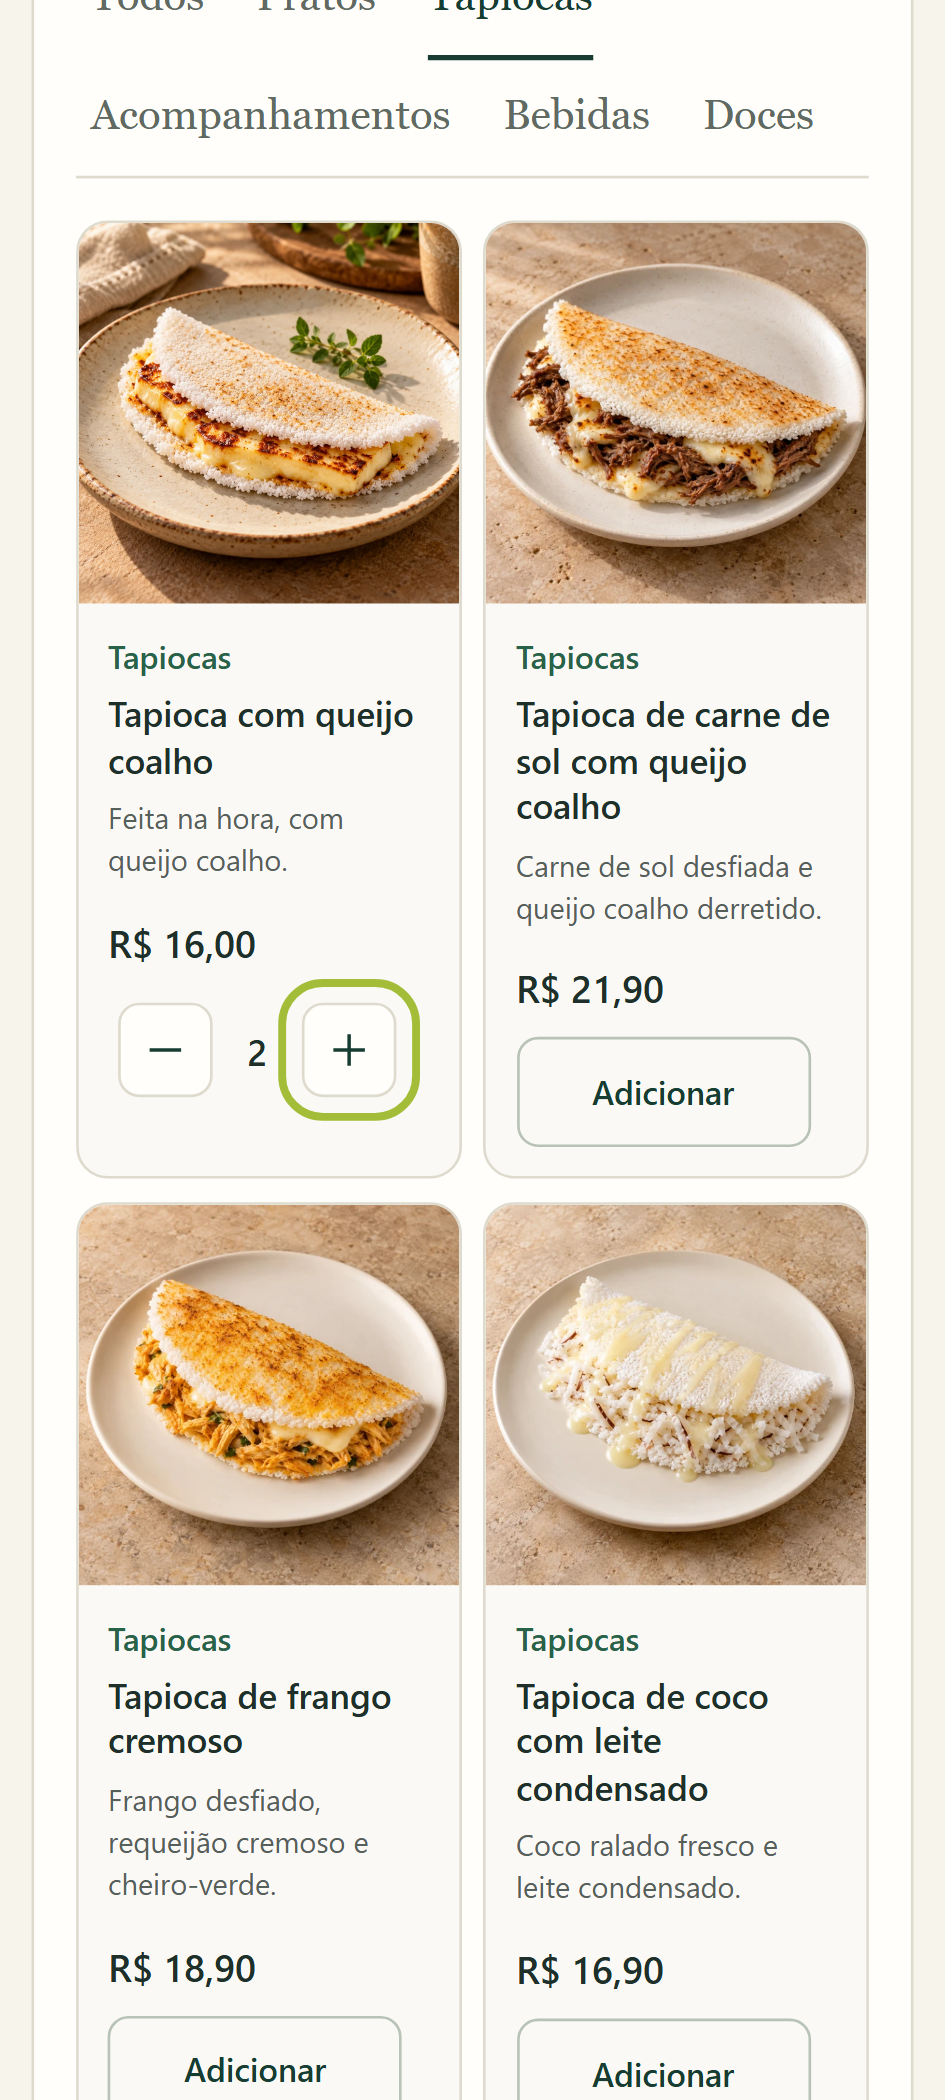 Todos Pratos Tapiocas
Acompanhamentos Bebidas Doces
Tapiocas
Tapioca com queijo
coalho
Feita na hora, com
queijo coalho.
R$ 16,00
− 2 +
Tapiocas
Tapioca de carne de
sol com queijo
coalho
Carne de sol desfiada e
queijo coalho derretido.
R$ 21,90
Adicionar
Tapiocas
Tapioca de frango
cremoso
Frango desfiado,
requeijão cremoso e
cheiro-verde.
R$ 18,90
Adicionar
Tapiocas
Tapioca de coco
com leite
condensado
Coco ralado fresco e
leite condensado.
R$ 16,90
Adicionar